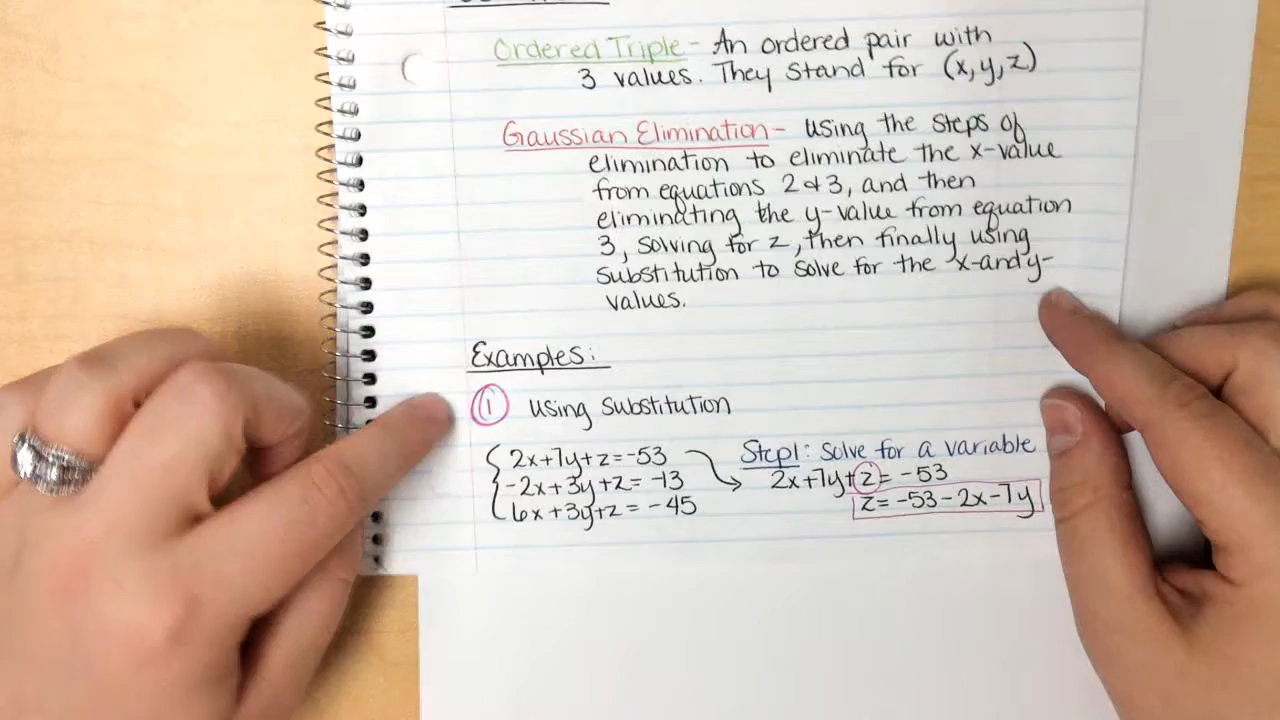 Ordered Triple - An ordered pair with
3 values. They stand for (x, y, z)
Gaussian Elimination - Using the steps of
elimination to eliminate the x-value
from equations 2 & 3, and then
eliminating the y-value from equation
3, solving for z, then finally using
substitution to solve for the x-and y-
values.
Examples:
1 Using substitution
2x+7y+z=-53
-2x+3y+z=-13
6x+3y+z=-45
Step1: Solve for a variable
2x+7y+z=-53
z=-53-2x-7y